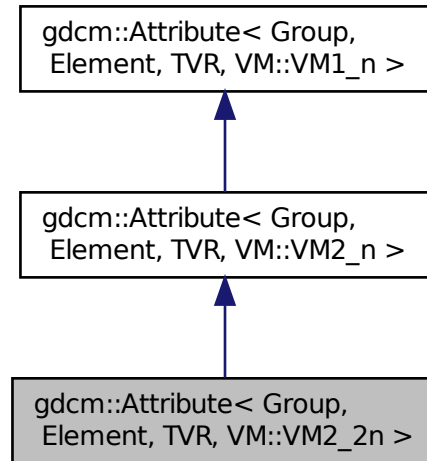 gdcm::Attribute< Group,
Element, TVR, VM::VM1_n >
gdcm::Attribute< Group,
Element, TVR, VM::VM2_n >
gdcm::Attribute< Group,
Element, TVR, VM::VM2_2n >